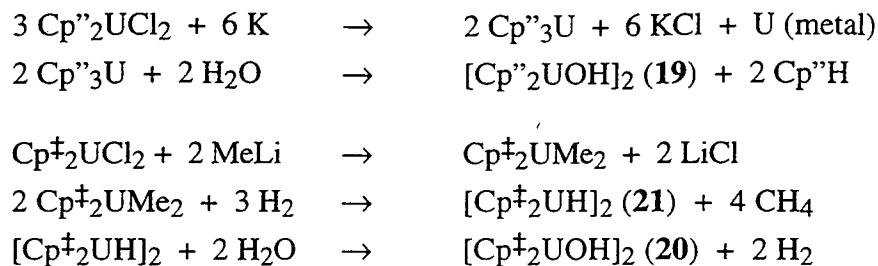 3 Cp"₂UCl₂ + 6 K → 2 Cp"₃U + 6 KCl + U (metal)
2 Cp"₃U + 2 H₂O → [Cp"₂UOH]₂ (19) + 2 Cp"H
Cp‡₂UCl₂ + 2 MeLi → Cp‡₂UMe₂ + 2 LiCl
2 Cp‡₂UMe₂ + 3 H₂ → [Cp‡₂UH]₂ (21) + 4 CH₄
[Cp‡₂UH]₂ + 2 H₂O → [Cp‡₂UOH]₂ (20) + 2 H₂